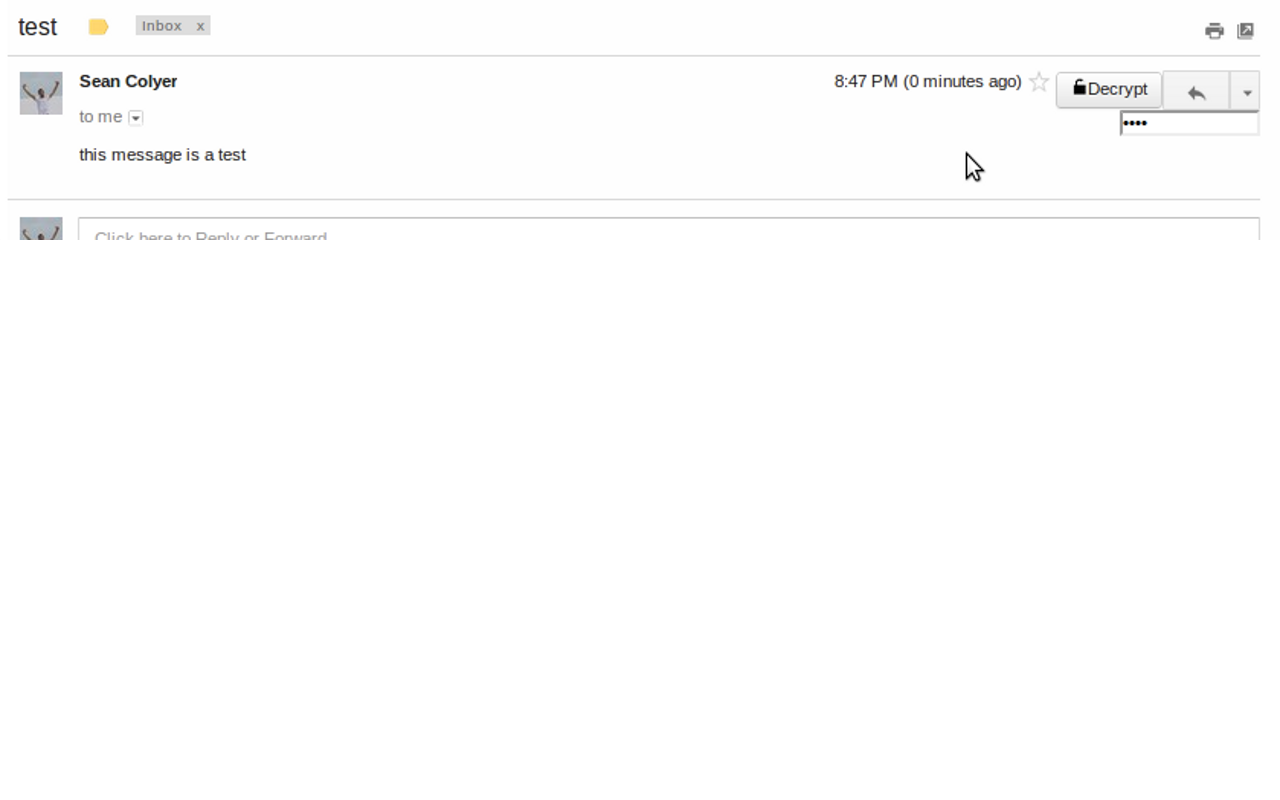 test Inbox x
Sean Colyer 8:47 PM (0 minutes ago) Decrypt
to me ••••
this message is a test
Click here to Reply or Forward